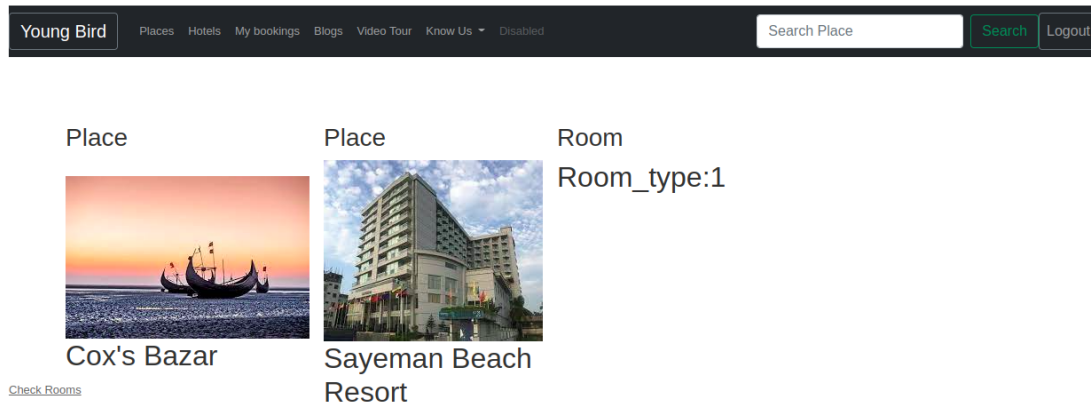 Young Bird Places Hotels My bookings Blogs Video Tour Know Us Disabled Search Place Search Logout
Place Place Room
Room_type:1
Cox's Bazar Sayeman Beach
Resort
Check Rooms